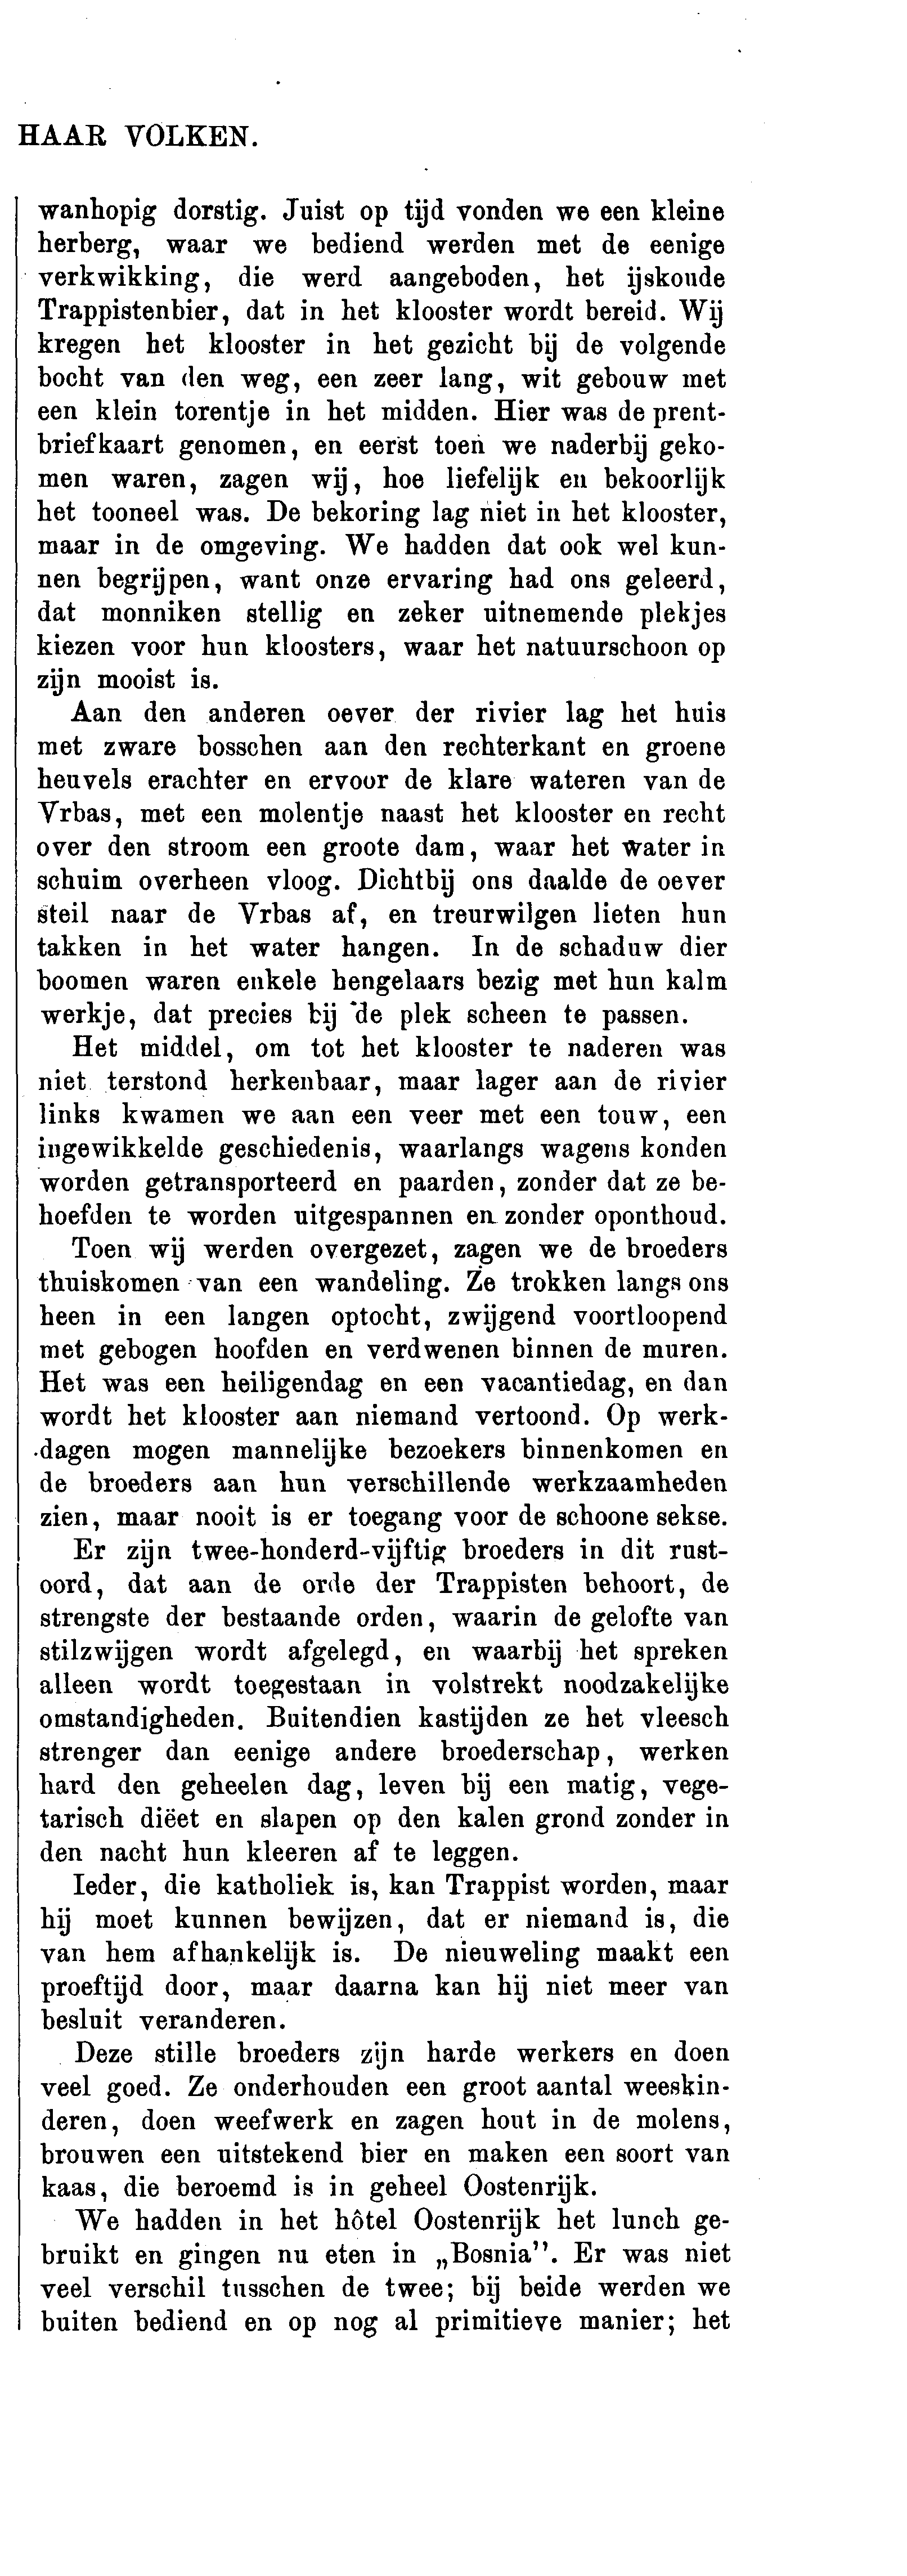 HAAR VOLKEN.
wanhopig dorstig. Juist op tijd vonden we een kleine
herberg, waar we bediend werden met de eenige
verkwikking, die werd aangeboden, het ijskoude
Trappistenbier, dat in het klooster wordt bereid. Wij
kregen het klooster in het gezicht bij de volgende
bocht van den weg, een zeer lang, wit gebouw met
een klein torentje in het midden. Hier was de prent-
briefkaart genomen, en eerst toen we naderbij geko-
men waren, zagen wij, hoe liefelijk en bekoorlijk
het tooneel was. De bekoring lag niet in het klooster,
maar in de omgeving. We hadden dat ook wel kun-
nen begrijpen, want onze ervaring had ons geleerd,
dat monniken stellig en zeker uitnemende plekjes
kiezen voor hun kloosters, waar het natuurschoon op
zijn mooist is.
Aan den anderen oever der rivier lag het huis
met zware bosschen aan den rechterkant en groene
heuvels erachter en ervoor de klare wateren van de
Vrbas, met een molentje naast het klooster en recht
over den stroom een groote dam, waar het water in
schuim overheen vloog. Dichtbij ons daalde de oever
steil naar de Vrbas af, en treurwilgen lieten hun
takken in het water hangen. In de schaduw dier
boomen waren enkele hengelaars bezig met hun kalm
werkje, dat precies bij de plek scheen te passen.
Het middel, om tot het klooster te naderen was
niet terstond herkenbaar, maar lager aan de rivier
links kwamen we aan een veer met een touw, een
ingewikkelde geschiedenis, waarlangs wagens konden
worden getransporteerd en paarden, zonder dat ze be-
hoefden te worden uitgespannen en zonder oponthoud.
Toen wij werden overgezet, zagen we de broeders
thuiskomen van een wandeling. Ze trokken langs ons
heen in een langen optocht, zwijgend voortloopend
met gebogen hoofden en verdwenen binnen de muren.
Het was een heiligendag en een vacantiedag, en dan
wordt het klooster aan niemand vertoond. Op werk-
dagen mogen mannelijke bezoekers binnenkomen en
de broeders aan hun verschillende werkzaamheden
zien, maar nooit is er toegang voor de schoone sekse.
Er zijn twee-honderd-vijftig broeders in dit rust-
oord, dat aan de orde der Trappisten behoort, de
strengste der bestaande orden, waarin de gelofte van
stilzwijgen wordt afgelegd, en waarbij het spreken
alleen wordt toegestaan in volstrekt noodzakelijke
omstandigheden. Buitendien kastijden ze het vleesch
strenger dan eenige andere broederschap, werken
hard den geheelen dag, leven bij een matig, vege-
tarisch diëet en slapen op den kalen grond zonder in
den nacht hun kleeren af te leggen.
Ieder, die katholiek is, kan Trappist worden, maar
hij moet kunnen bewijzen, dat er niemand is, die
van hem afhankelijk is. De nieuweling maakt een
proeftijd door, maar daarna kan hij niet meer van
besluit veranderen.
Deze stille broeders zijn harde werkers en doen
veel goed. Ze onderhouden een groot aantal weeskin-
deren, doen weefwerk en zagen hout in de molens,
brouwen een uitstekend bier en maken een soort van
kaas, die beroemd is in geheel Oostenrijk.
We hadden in het hôtel Oostenrijk het lunch ge-
bruikt en gingen nu eten in „Bosnia”. Er was niet
veel verschil tusschen de twee; bij beide werden we
buiten bediend en op nog al primitieve manier; het